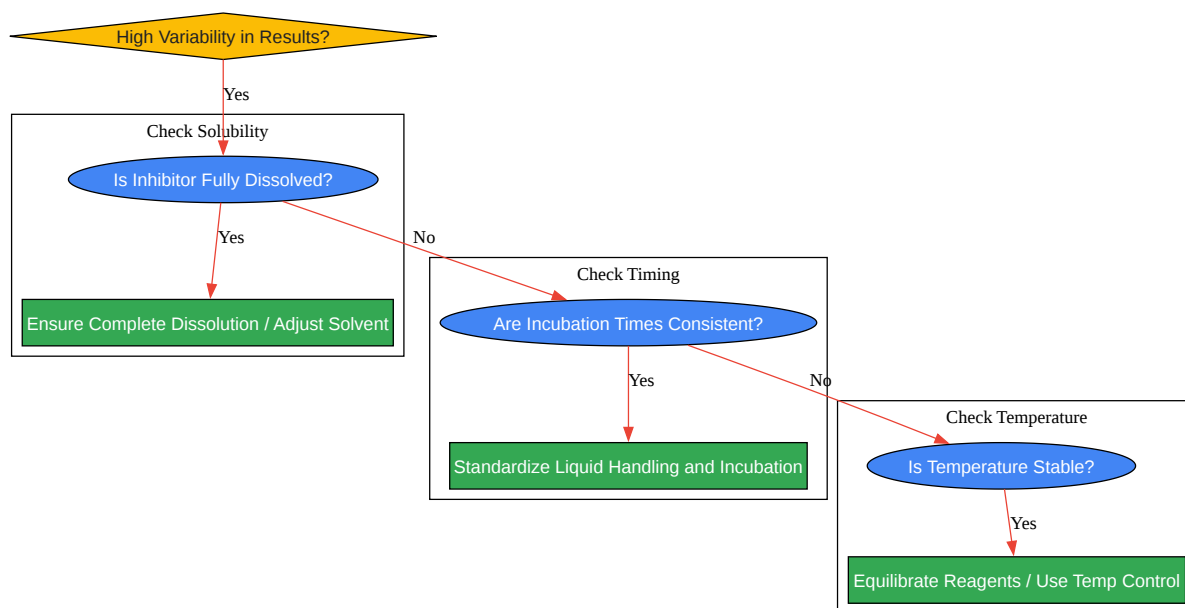 High Variability in Results?
Yes
Check Solubility
Is Inhibitor Fully Dissolved?
Yes
No
Ensure Complete Dissolution / Adjust Solvent
Check Timing
Are Incubation Times Consistent?
Yes
No
Standardize Liquid Handling and Incubation
Check Temperature
Is Temperature Stable?
Yes
Equilibrate Reagents / Use Temp Control